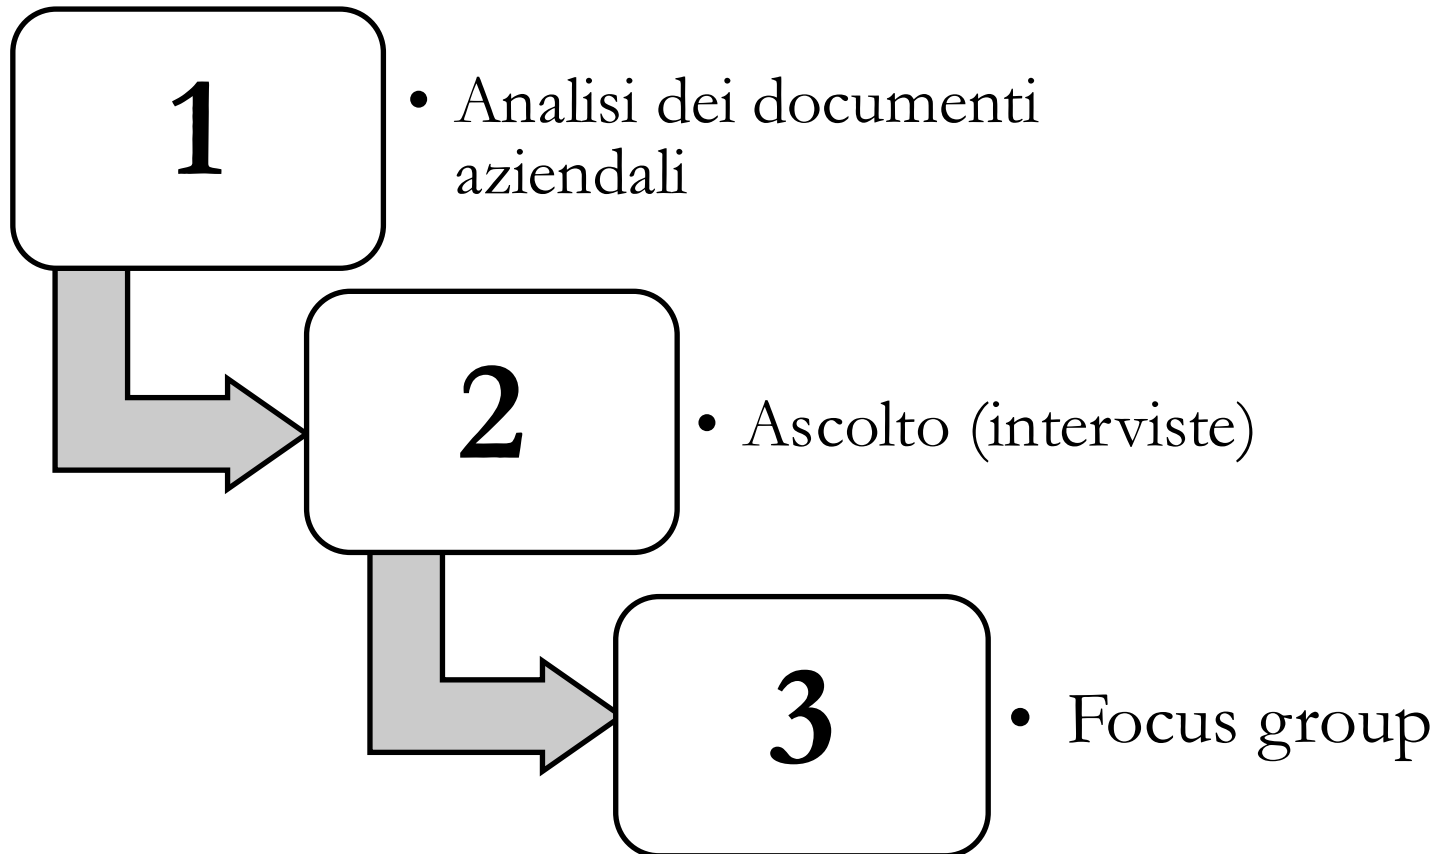 1
• Analisi dei documenti
aziendali
2
• Ascolto (interviste)
3
• Focus group